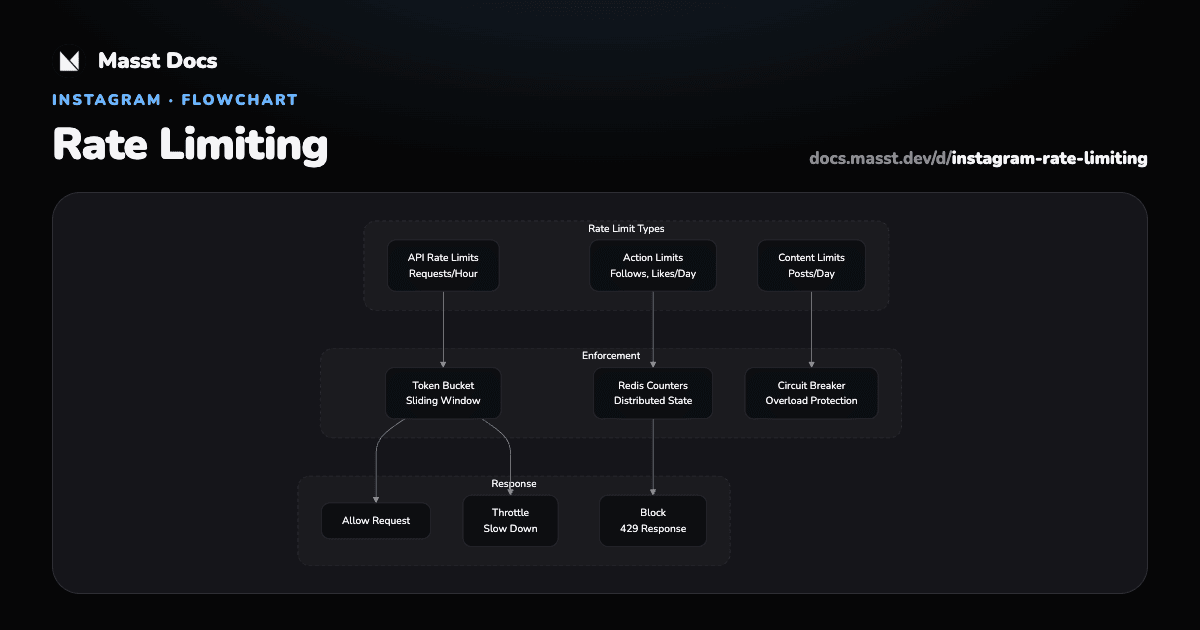 Masst Docs
INSTAGRAM · FLOWCHART
Rate Limiting
docs.masst.dev/d/instagram-rate-limiting
Rate Limit Types
API Rate Limits
Requests/Hour
Action Limits
Follows, Likes/Day
Content Limits
Posts/Day
Enforcement
Token Bucket
Sliding Window
Redis Counters
Distributed State
Circuit Breaker
Overload Protection
Response
Allow Request
Throttle
Slow Down
Block
429 Response